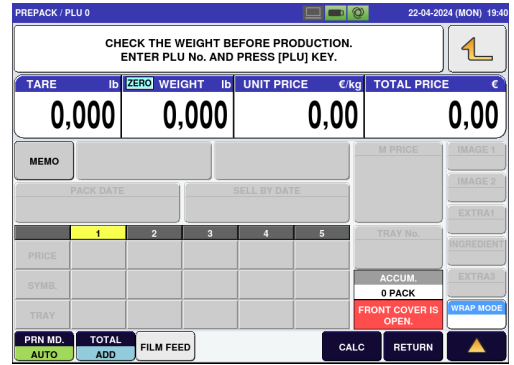 PREPACK / PLU 0
22-04-2024 (MON) 19:40
CHECK THE WEIGHT BEFORE PRODUCTION.
ENTER PLU No. AND PRESS [PLU] KEY.
TARE lb ZERO WEIGHT lb UNIT PRICE €/kg TOTAL PRICE €
0,000 0,000 0,00 0,00
MEMO
M PRICE
IMAGE 1
PACK DATE
SELL BY DATE
IMAGE 2
EXTRA1
1 2 3 4 5
TRAY No.
INGREDIENT
PRICE
SYMB.
ACCUM.
EXTRA3
0 PACK
TRAY
FRONT COVER IS
OPEN.
WRAP MODE
PRN MD.
AUTO
TOTAL
ADD
FILM FEED
CALC
RETURN